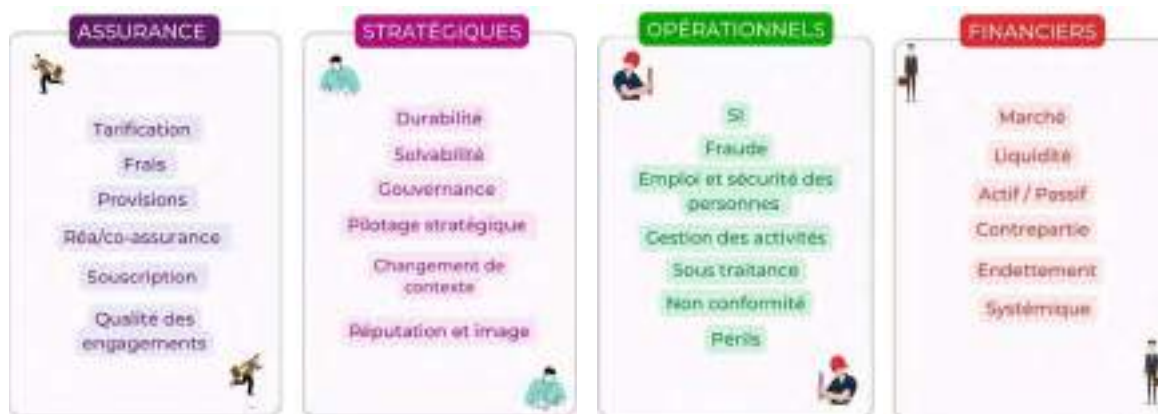 ASSURANCE
Tarification
Frais
Provisions
Réa/co-assurance
Souscription
Qualité des
engagements
STRATÉGIQUES
Durabilité
Solvabilité
Gouvernance
Pilotage stratégique
Changement de
contexte
Réputation et image
OPÉRATIONNELS
SI
Fraude
Emploi et sécurité des
personnes
Gestion des activités
Sous traitance
Non conformité
Périls
FINANCIERS
Marché
Liquidité
Actif / Passif
Contrepartie
Endettement
Systémique